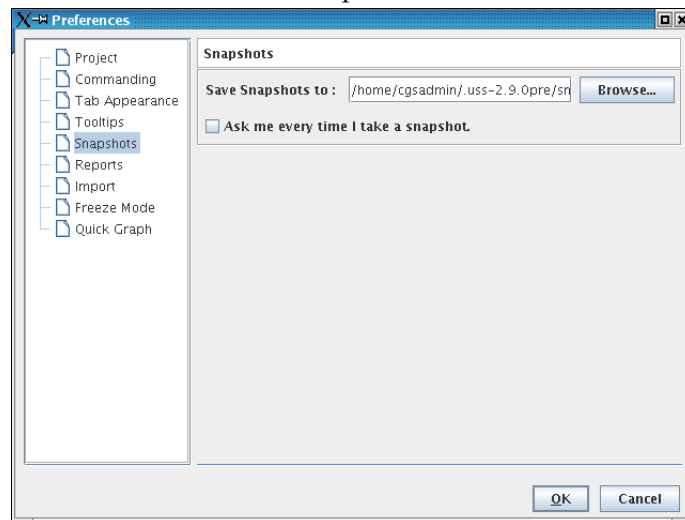 Preferences
Project
Commanding
Tab Appearance
Tooltips
Snapshots
Reports
Import
Freeze Mode
Quick Graph
Snapshots
Save Snapshots to : /home/cgsadmin/.uss-2.9.0pre/sn Browse...
Ask me every time I take a snapshot.
OK Cancel